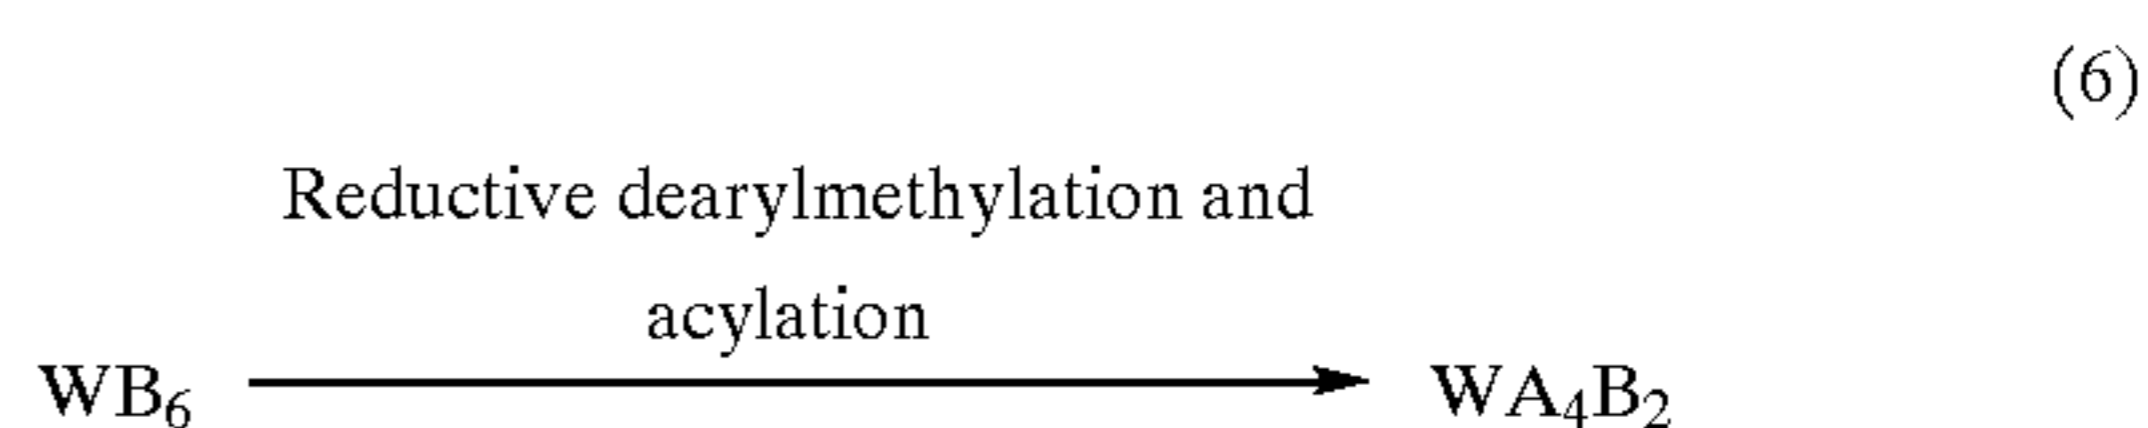 (6)
Reductive dearylmethylation and
acylation
WB₆ WA₄B₂